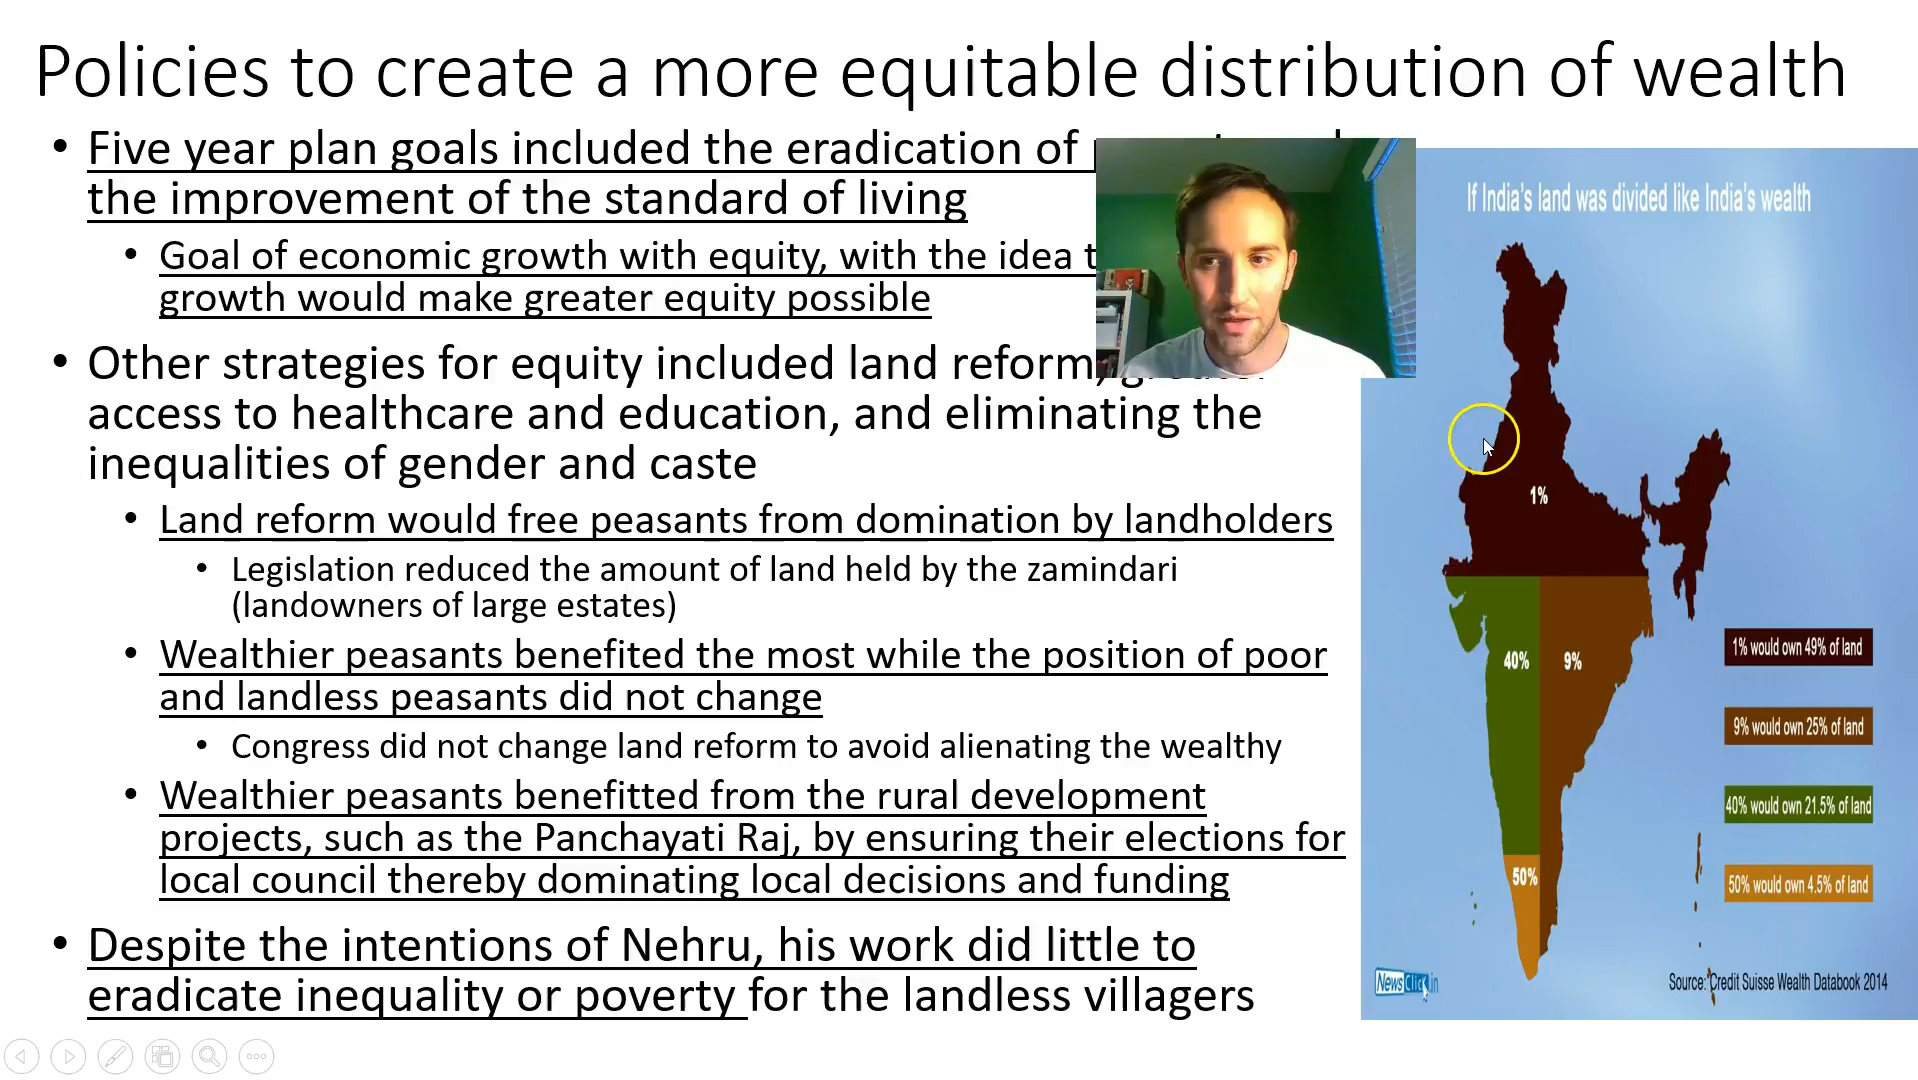 Policies to create a more equitable distribution of wealth
• Five year plan goals included the eradication of
the improvement of the standard of living
• Goal of economic growth with equity, with the idea
growth would make greater equity possible
• Other strategies for equity included land reform,
access to healthcare and education, and eliminating the
inequalities of gender and caste
• Land reform would free peasants from domination by landholders
• Legislation reduced the amount of land held by the zamindari
(landowners of large estates)
• Wealthier peasants benefited the most while the position of poor
and landless peasants did not change
• Congress did not change land reform to avoid alienating the wealthy
• Wealthier peasants benefitted from the rural development
projects, such as the Panchayati Raj, by ensuring their elections for
local council thereby dominating local decisions and funding
• Despite the intentions of Nehru, his work did little to
eradicate inequality or poverty for the landless villagers
If India's land was divided like India's wealth
1%
40%
9%
50%
1% would own 49% of land
9% would own 25% of land
40% would own 21.5% of land
50% would own 4.5% of land
NewsClick.in
Source: Credit Suisse Wealth Databook 2014